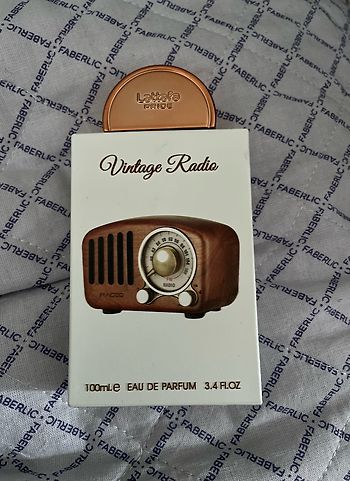 Lattafa
PRIDE
Vintage Radio
RADIO
100ml.e EAU DE PARFUM 3.4 FL.OZ
FABERLIC